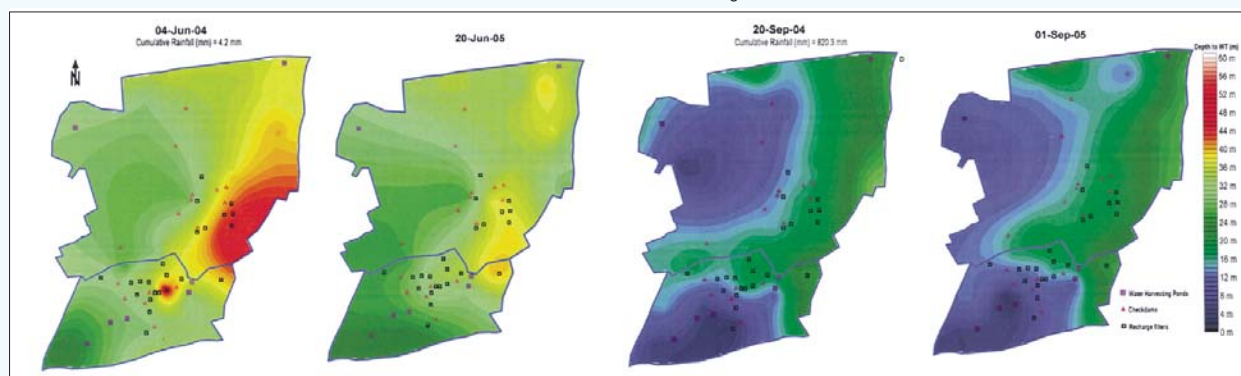 04-Jun-04
Cumulative Rainfall (mm) = 4.2 mm
20-Jun-05
20-Sep-04
Cumulative Rainfall (mm) = 820.3 mm
01-Sep-05
N
Depth to WT (m)
60 m
56 m
52 m
48 m
44 m
40 m
36 m
32 m
28 m
24 m
20 m
16 m
12 m
8 m
4 m
0 m
Water Harvesting Ponds
Checkdams
Recharge filters